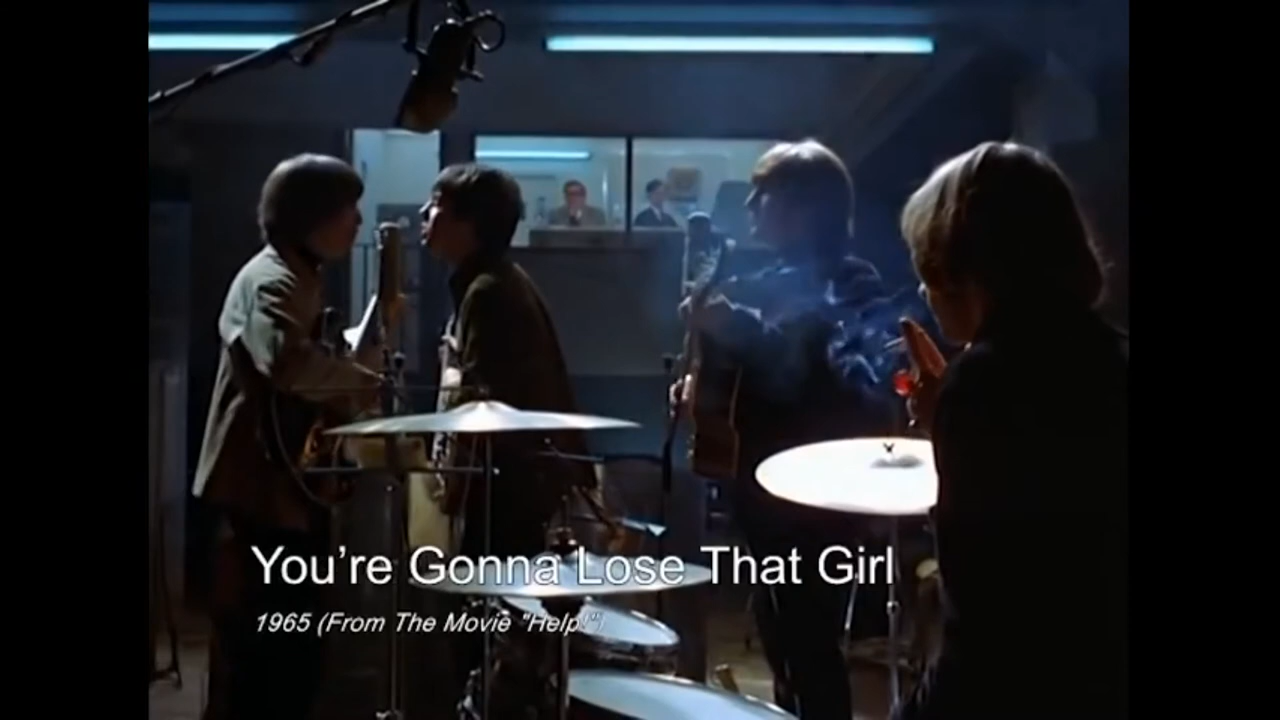 You’re Gonna Lose That Girl
1965 (From The Movie "Help!")